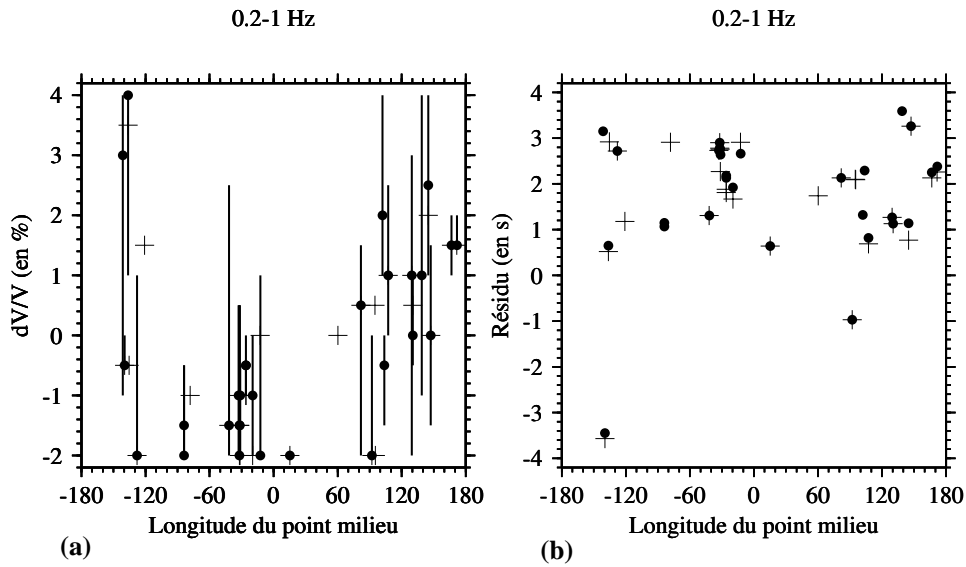 0.2-1 Hz
4
3
2
1
0
-1
-2
dV/V (en %)
-180 -120 -60 0 60 120 180
Longitude du point milieu
(a)
0.2-1 Hz
4
3
2
1
0
-1
-2
-3
-4
Résidu (en s)
-180 -120 -60 0 60 120 180
Longitude du point milieu
(b)